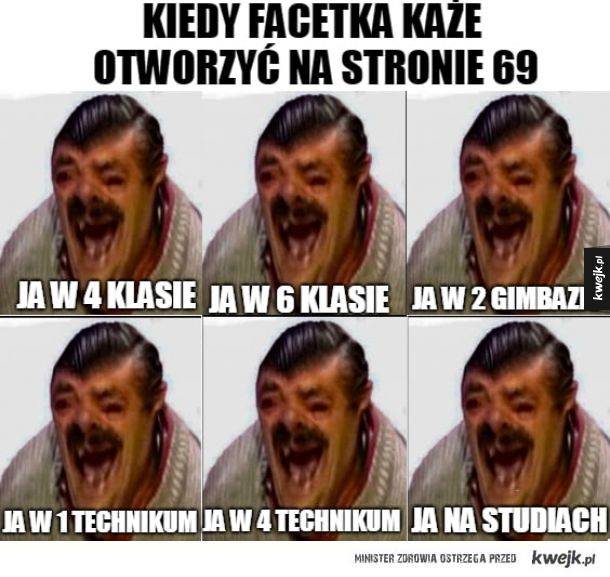 KIEDY FACETKA KAŻE
OTWORZYĆ NA STRONIE 69
JA W 4 KLASIE
JA W 6 KLASIE
JA W 2 GIMBAZI
kwejk.pl
JA W 1 TECHNIKUM
JA W 4 TECHNIKUM
JA NA STUDIACH
MINISTER ZDROWIA OSTRZEGA PRZED kwejk.pl